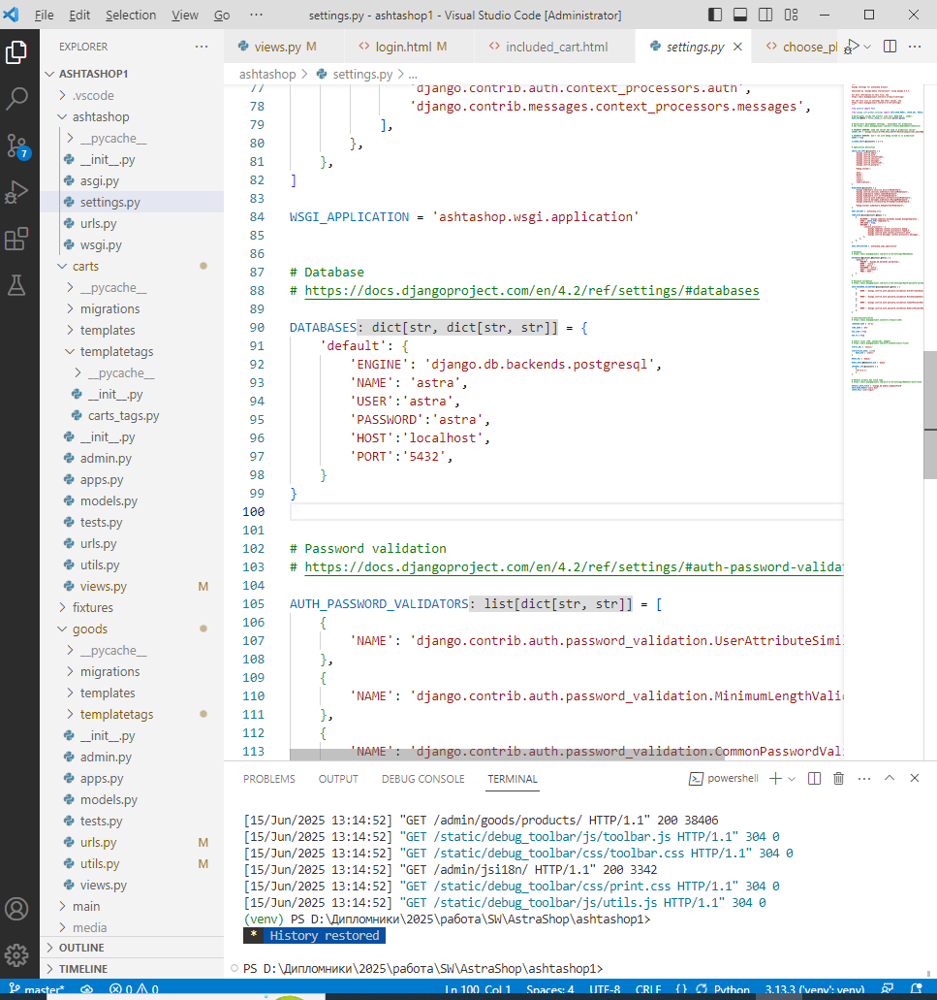 File Edit Selection View Go ··· settings.py - ashtashop1 - Visual Studio Code [Administrator]
EXPLORER ···
views.py M login.html M included_cart.html settings.py choose_pl
ashtashop > settings.py > ...
ASHTASHOP1
.vscode
ashtashop
__pycache__
__init__.py
asgi.py
settings.py
urls.py
wsgi.py
carts
__pycache__
migrations
templates
templatetags
__pycache__
__init__.py
carts_tags.py
__init__.py
admin.py
apps.py
models.py
tests.py
urls.py
utils.py
views.py M
fixtures
goods
__pycache__
migrations
templates
templatetags
__init__.py
admin.py
apps.py
models.py
tests.py
urls.py M
utils.py M
views.py
main
media
OUTLINE
TIMELINE
7
77 'django.contrib.auth.context_processors.auth',
78 'django.contrib.messages.context_processors.messages',
79 ],
80 },
81 },
82 ]
83
84 WSGI_APPLICATION = 'ashtashop.wsgi.application'
85
86
87 # Database
88 # https://docs.djangoproject.com/en/4.2/ref/settings/#databases
89
90 DATABASES: dict[str, dict[str, str]] = {
91 'default': {
92 'ENGINE': 'django.db.backends.postgresql',
93 'NAME': 'astra',
94 'USER':'astra',
95 'PASSWORD':'astra',
96 'HOST':'localhost',
97 'PORT':'5432',
98 }
99 }
100
101
102 # Password validation
103 # https://docs.djangoproject.com/en/4.2/ref/settings/#auth-password-validat
104
105 AUTH_PASSWORD_VALIDATORS: list[dict[str, str]] = [
106 {
107 'NAME': 'django.contrib.auth.password_validation.UserAttributeSimil
108 },
109 {
110 'NAME': 'django.contrib.auth.password_validation.MinimumLengthValid
111 },
112 {
113 'NAME': 'django.contrib.auth.password_validation.CommonPasswordVali
PROBLEMS OUTPUT DEBUG CONSOLE TERMINAL powershell
[15/Jun/2025 13:14:52] "GET /admin/goods/products/ HTTP/1.1" 200 38406
[15/Jun/2025 13:14:52] "GET /static/debug_toolbar/js/toolbar.js HTTP/1.1" 304 0
[15/Jun/2025 13:14:52] "GET /static/debug_toolbar/css/toolbar.css HTTP/1.1" 304 0
[15/Jun/2025 13:14:52] "GET /admin/jsi18n/ HTTP/1.1" 200 3342
[15/Jun/2025 13:14:52] "GET /static/debug_toolbar/css/print.css HTTP/1.1" 304 0
[15/Jun/2025 13:14:52] "GET /static/debug_toolbar/js/utils.js HTTP/1.1" 304 0
(venv) PS D:\Дипломники\2025\работа\SW\AstraShop\ashtashop1>
* History restored
PS D:\Дипломники\2025\работа\SW\AstraShop\ashtashop1>
master* 0 0 Ln 100, Col 1 Spaces: 4 UTF-8 CRLF {} Python 3.13.3 ('venv': venv)